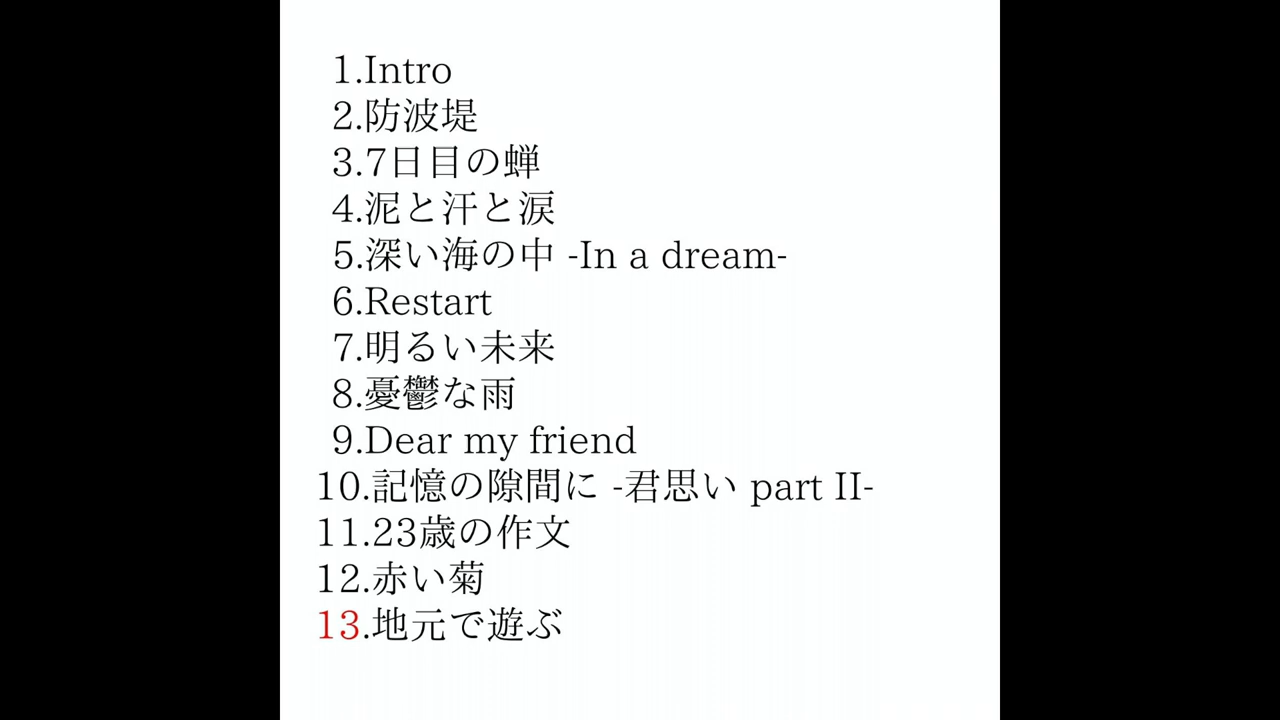 1.Intro
2.防波堤
3.7日目の蝉
4.泥と汗と涙
5.深い海の中 -In a dream-
6.Restart
7.明るい未来
8.憂鬱な雨
9.Dear my friend
10.記憶の隙間に -君思い part II-
11.23歳の作文
12.赤い菊
13.地元で遊ぶ